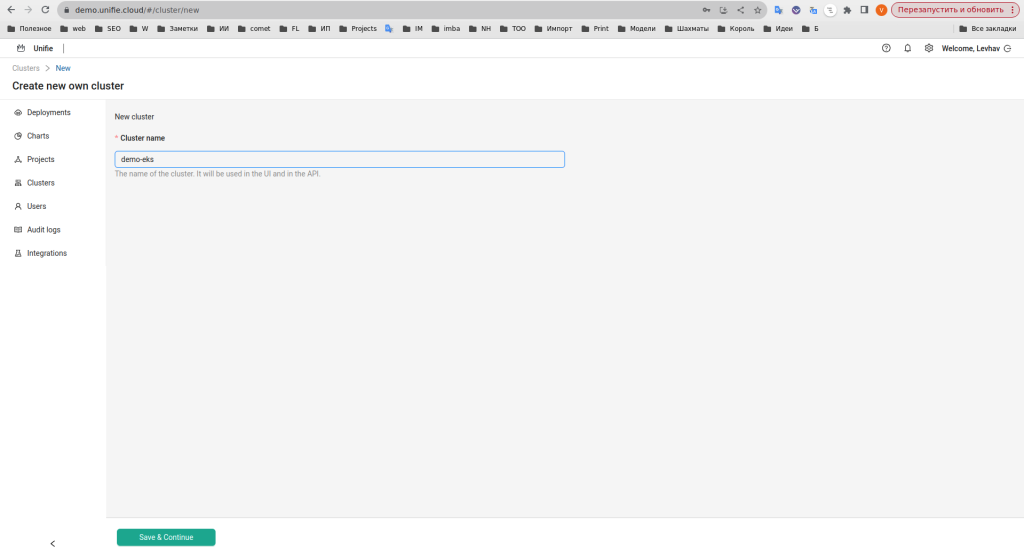 demo.unifie.cloud/#/cluster/new
V
Перезапустить и обновить
Полезное web SEO W Заметки ИИ comet FL ИП Projects IM imba NH ТОО Импорт Print Модели Шахматы Король Идеи Б Все закладки
Unifie
Welcome, Levhav
Clusters > New
Create new own cluster
Deployments
Charts
Projects
Clusters
Users
Audit logs
Integrations
New cluster
* Cluster name
demo-eks
The name of the cluster. It will be used in the UI and in the API.
Save & Continue